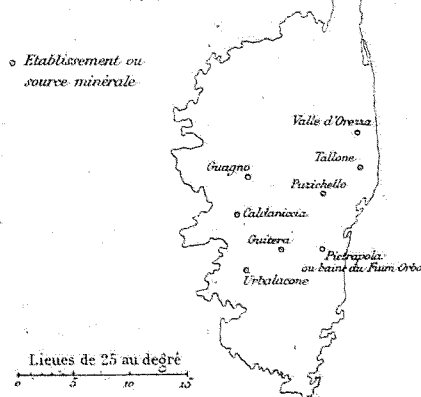 Etablissement ou
source minérale
Valle d'Orezza
Tallone
Guagno
Puzichello
Caldaniccia
Guitera
Pietrapola
ou bains du Fium Orbo
Urbalacone
Lieues de 25 au degré
0 5 10 15